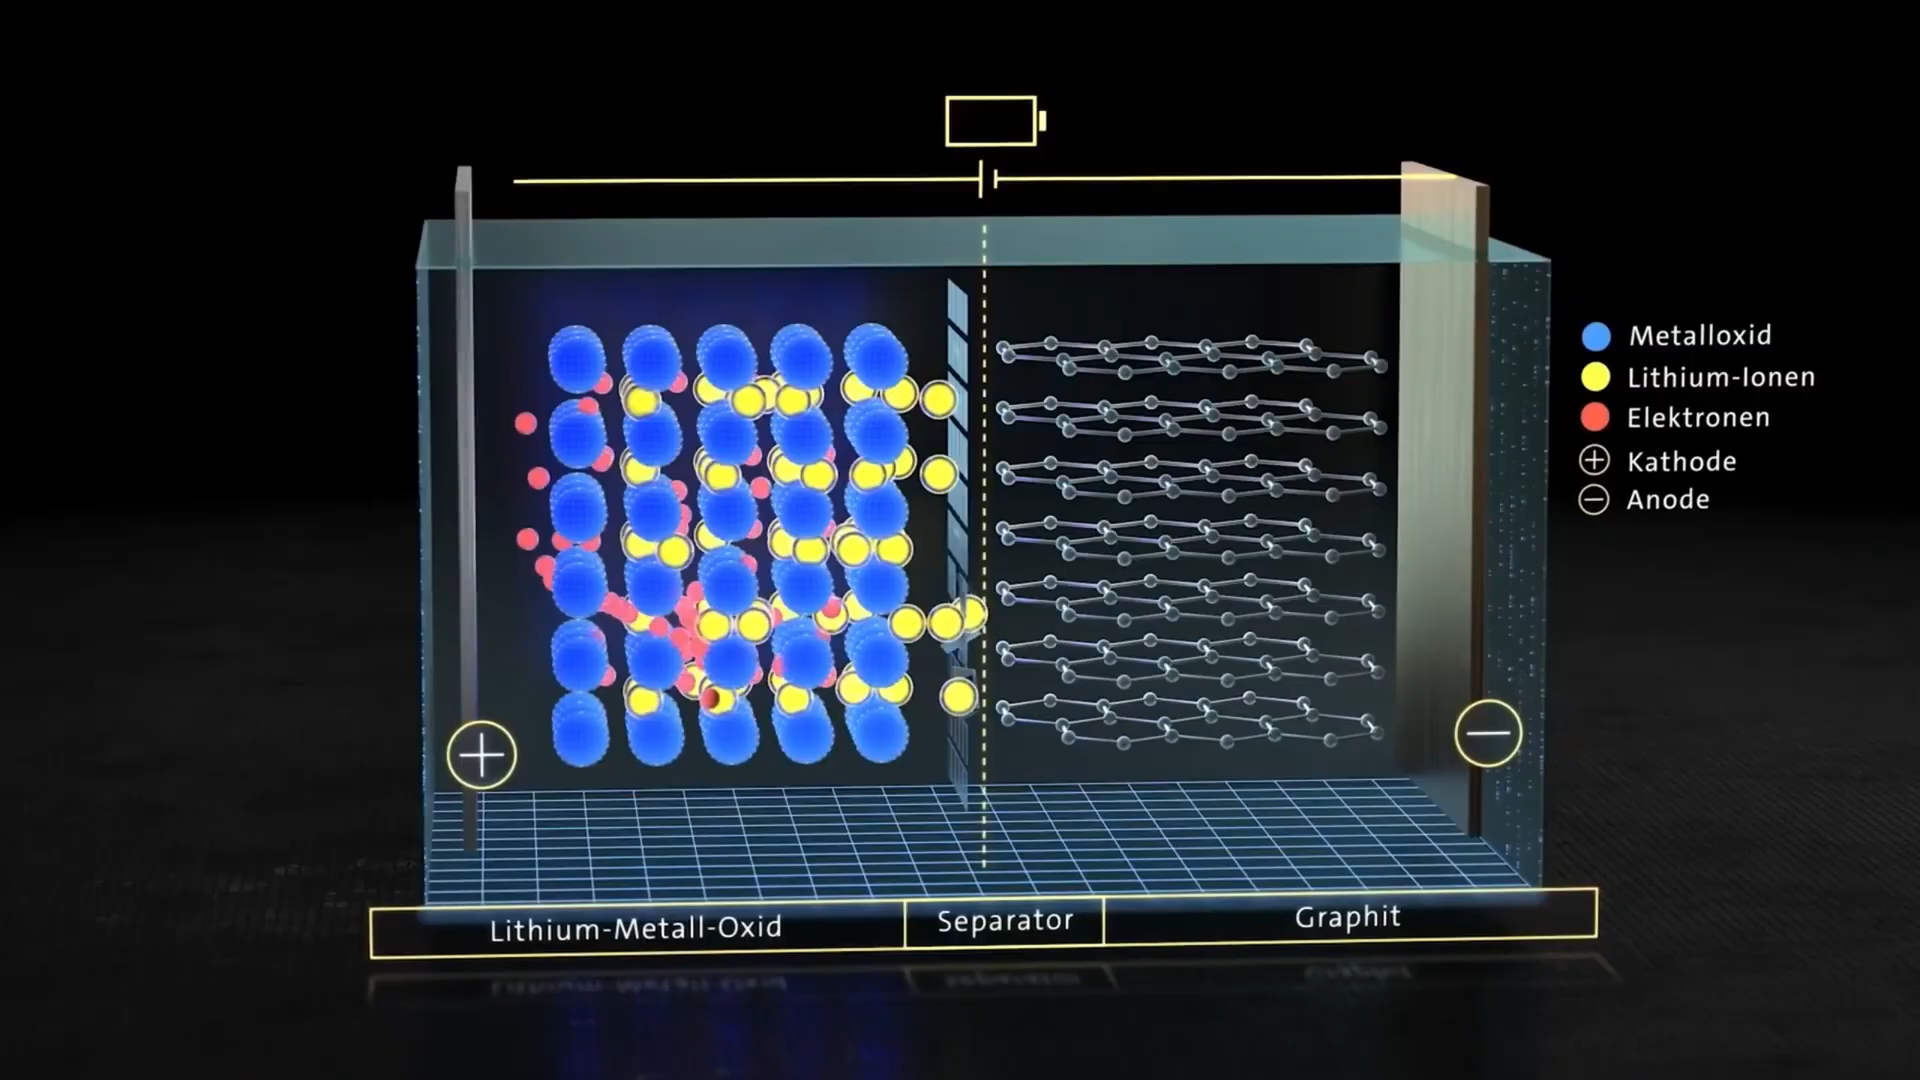 Metalloxid
Lithium-Ionen
Elektronen
Kathode
Anode
Lithium-Metall-Oxid
Separator
Graphit